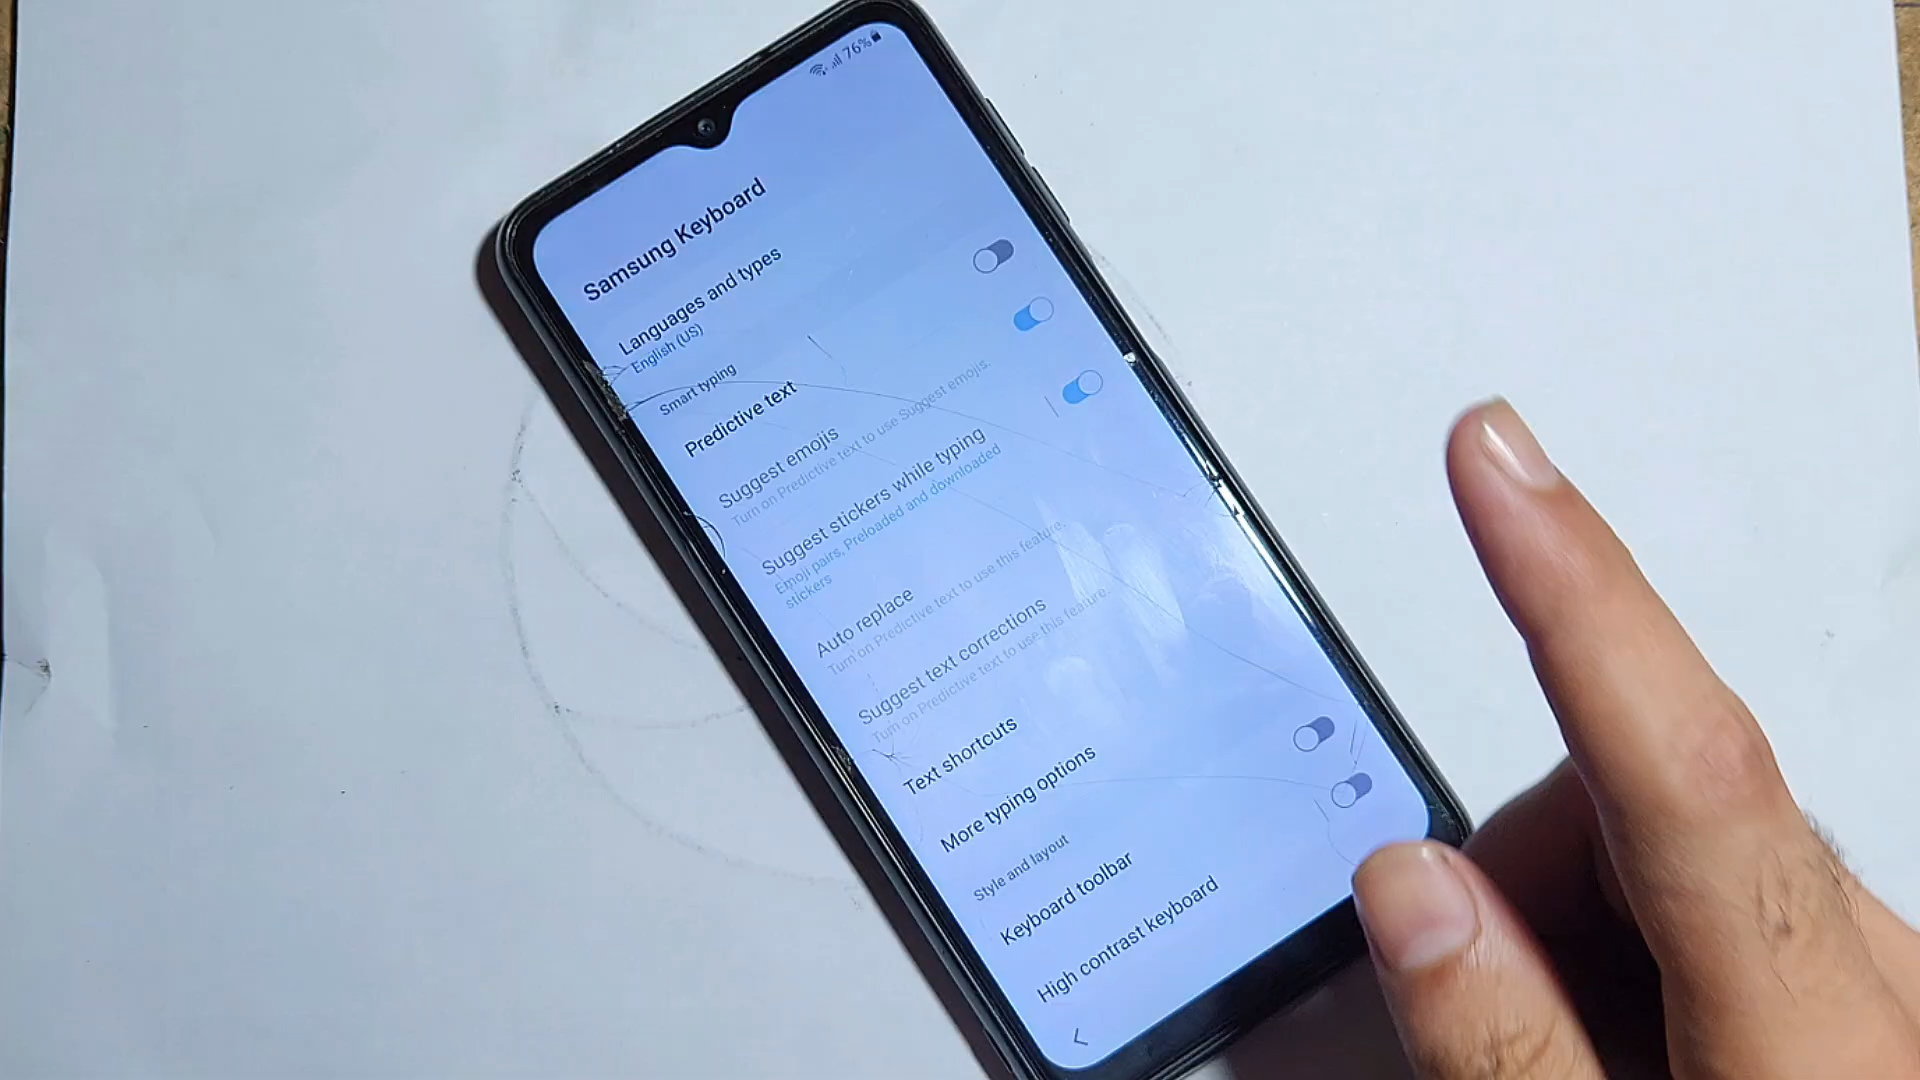 76%
Samsung Keyboard
Languages and types
English (US)
Smart typing
Predictive text
Suggest emojis
Turn on Predictive text to use Suggest emojis.
Suggest stickers while typing
Emoji pairs, Preloaded and downloaded
stickers
Auto replace
Turn on Predictive text to use this feature.
Suggest text corrections
Turn on Predictive text to use this feature.
Text shortcuts
More typing options
Style and layout
Keyboard toolbar
High contrast keyboard